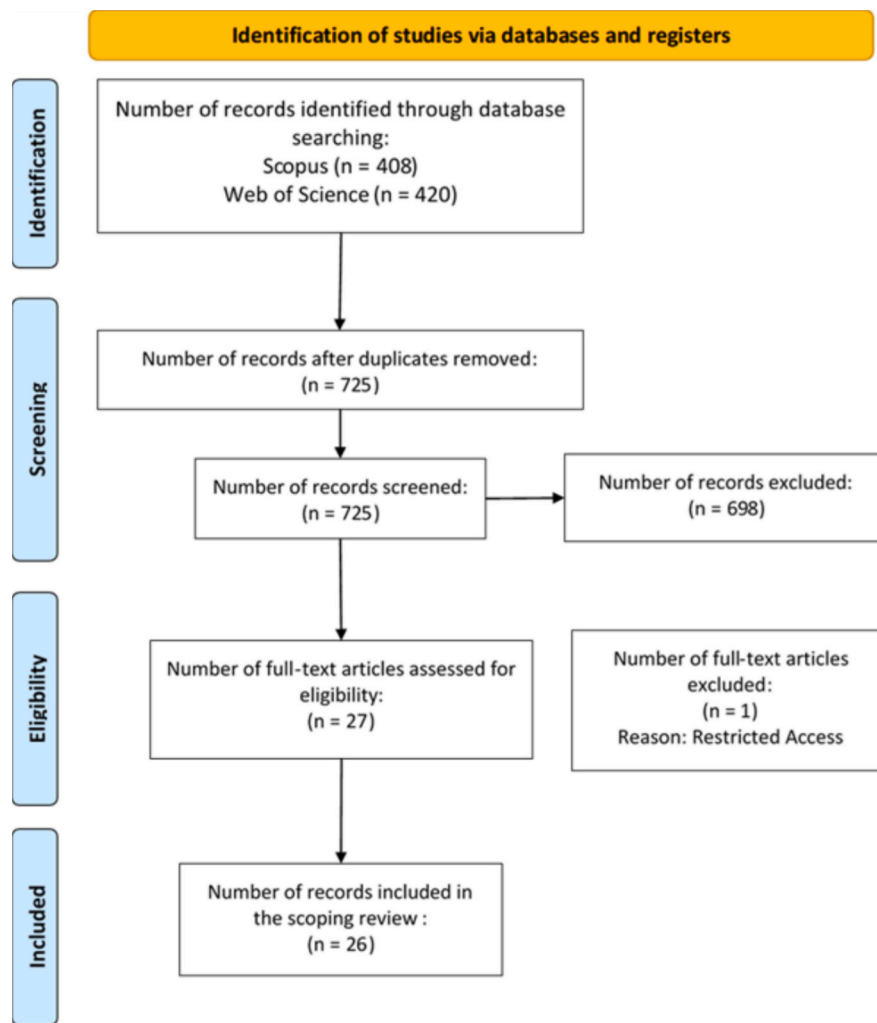 Identification of studies via databases and registers
Identification
Number of records identified through database
searching:
Scopus (n = 408)
Web of Science (n = 420)
Screening
Number of records after duplicates removed:
(n = 725)
Number of records screened:
(n = 725)
Number of records excluded:
(n = 698)
Eligibility
Number of full-text articles assessed for
eligibility:
(n = 27)
Number of full-text articles
excluded:
(n = 1)
Reason: Restricted Access
Included
Number of records included in
the scoping review :
(n = 26)